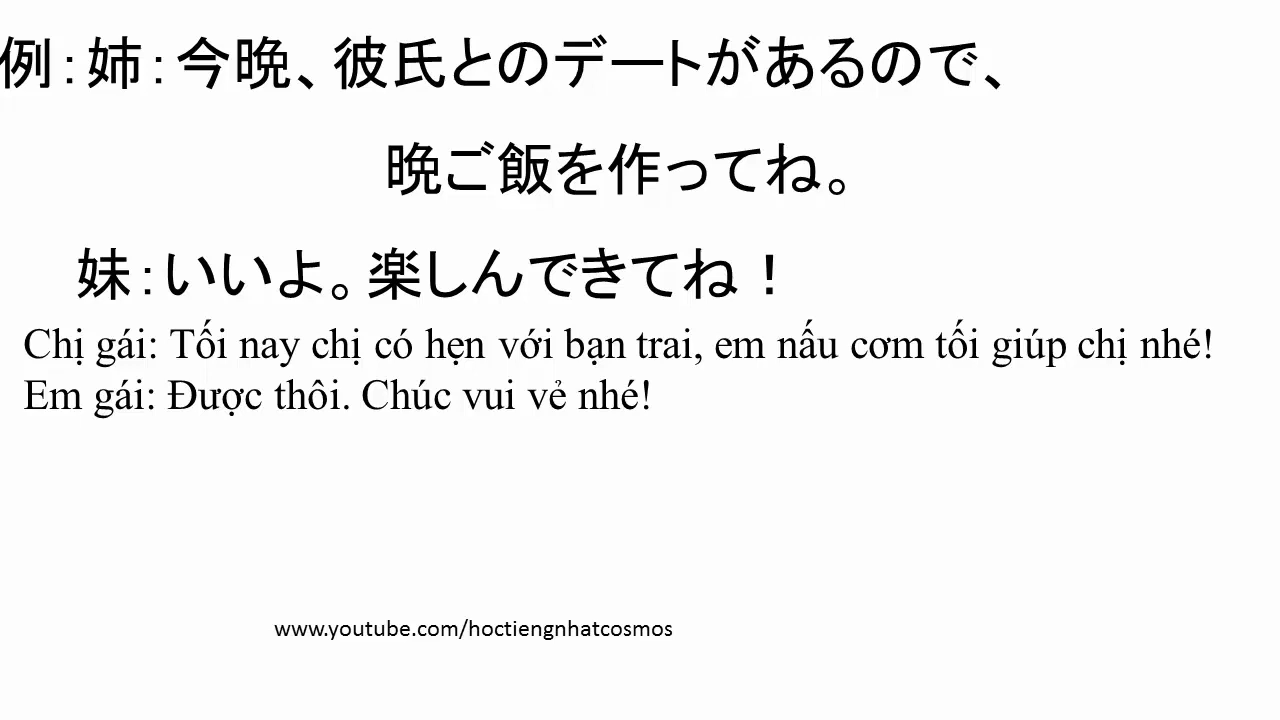 例：姉：今晩、彼氏とのデートがあるので、
晩ご飯を作ってね。
妹：いいよ。楽しんできてね！
Chị gái: Tối nay chị có hẹn với bạn trai, em nấu cơm tối giúp chị nhé!
Em gái: Được thôi. Chúc vui vẻ nhé!
www.youtube.com/hoctiengnhatcosmos